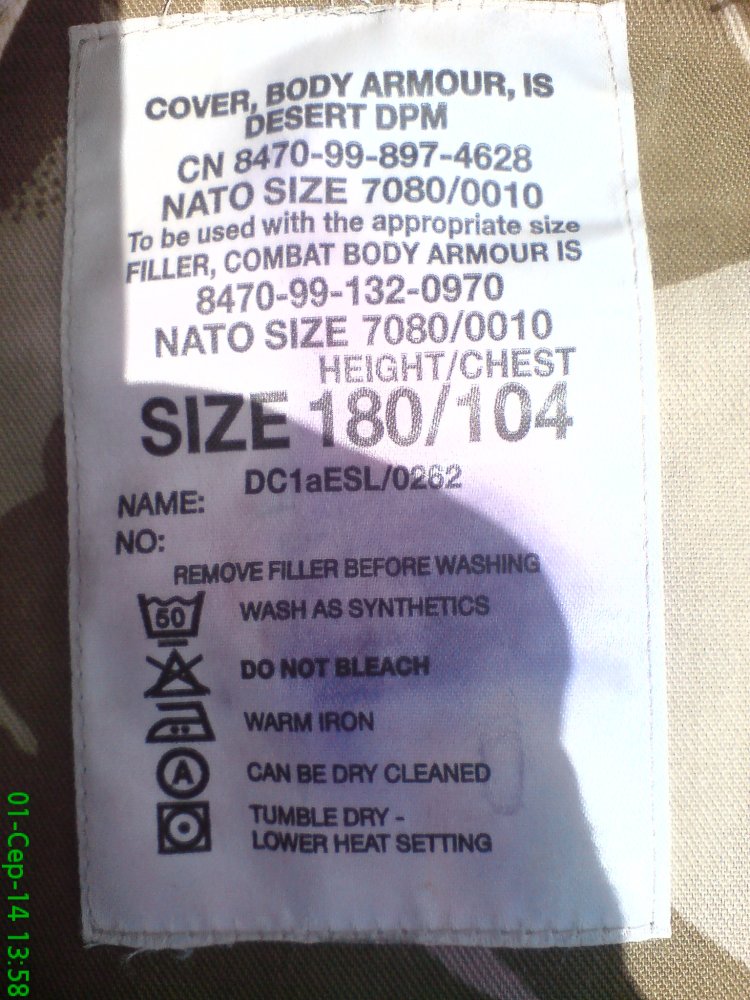 COVER, BODY ARMOUR, IS
DESERT DPM
CN 8470-99-897-4628
NATO SIZE 7080/0010
To be used with the appropriate size
FILLER, COMBAT BODY ARMOUR IS
8470-99-132-0970
NATO SIZE 7080/0010
HEIGHT/CHEST
SIZE 180/104
DC1aESL/0262
NAME:
NO:
REMOVE FILLER BEFORE WASHING
50 WASH AS SYNTHETICS
DO NOT BLEACH
WARM IRON
A CAN BE DRY CLEANED
TUMBLE DRY -
LOWER HEAT SETTING
01-Сер-14 13:58